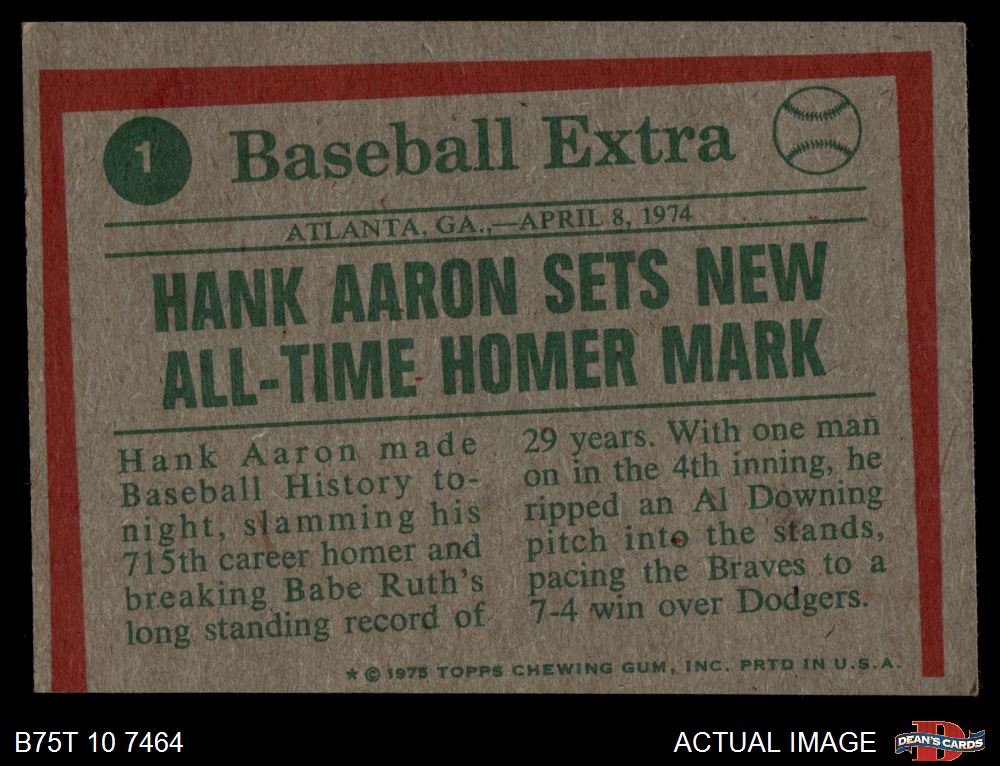 1
Baseball Extra
ATLANTA, GA.,—APRIL 8, 1974
HANK AARON SETS NEW
ALL-TIME HOMER MARK
Hank Aaron made
Baseball History to-
night, slamming his
715th career homer and
breaking Babe Ruth's
long standing record of
29 years. With one man
on in the 4th inning, he
ripped an Al Downing
pitch into the stands,
pacing the Braves to a
7-4 win over Dodgers.
* © 1975 TOPPS CHEWING GUM, INC. PRTD IN U.S.A.
B75T 10 7464
ACTUAL IMAGE
D
DEAN'S CARDS